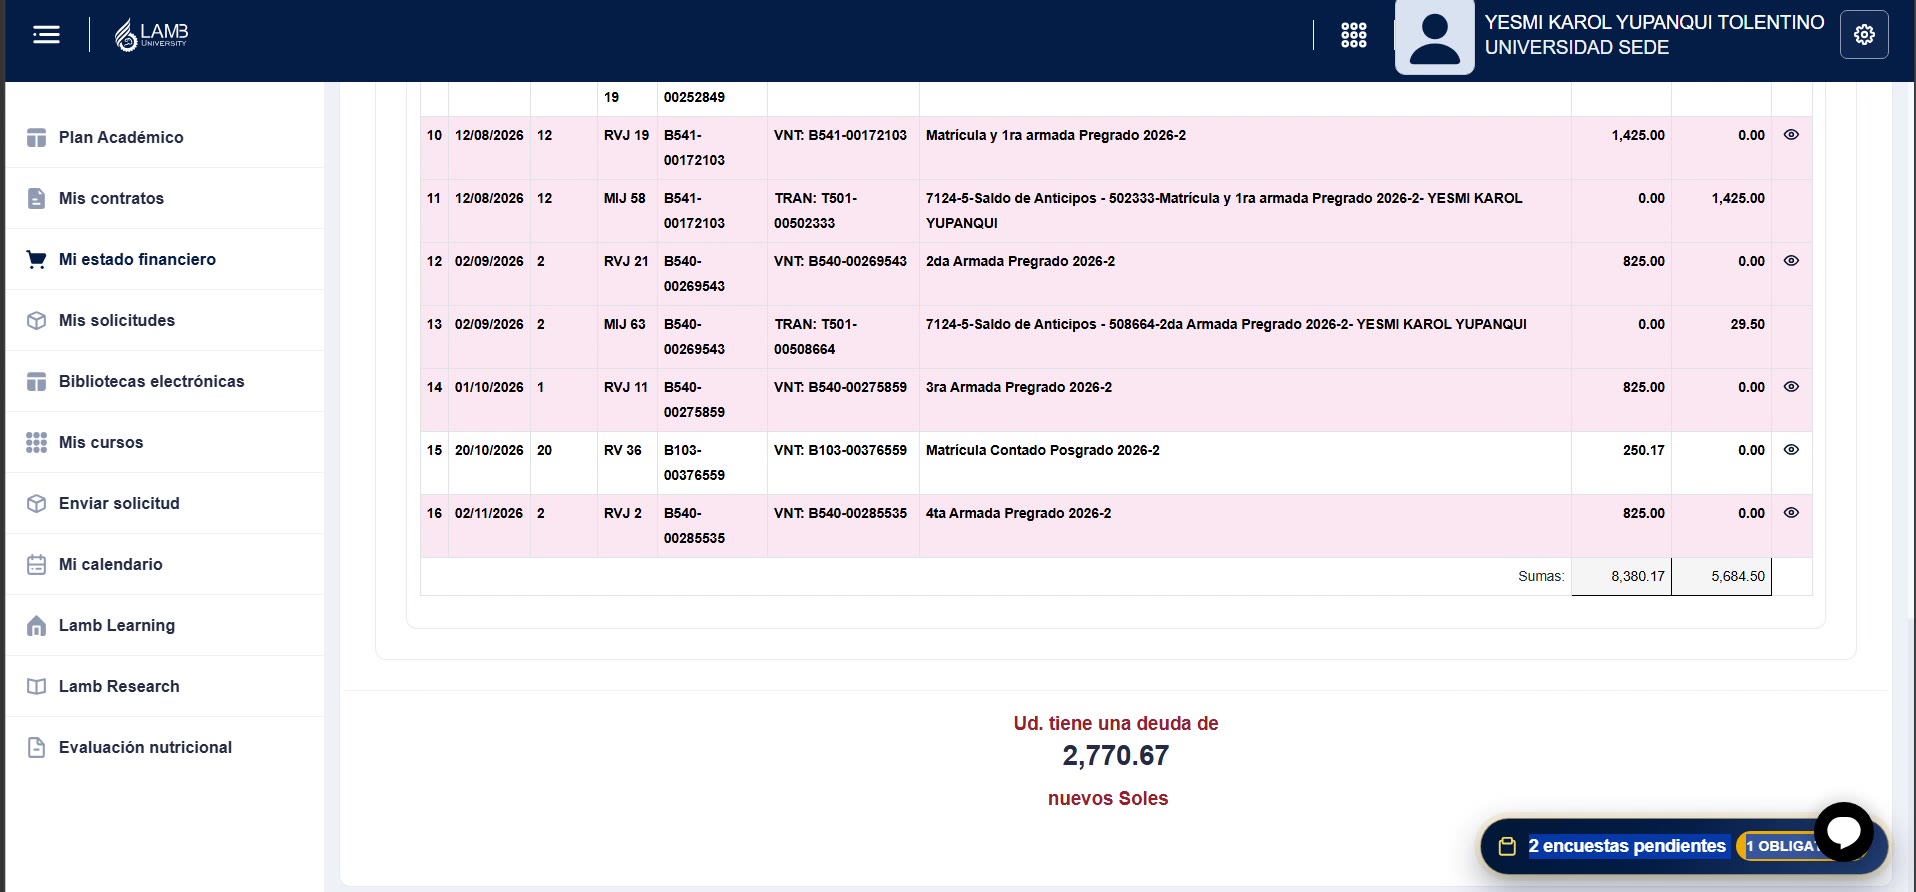 LAMB
UNIVERSITY
YESMI KAROL YUPANQUI TOLENTINO
UNIVERSIDAD SEDE
Plan Académico
Mis contratos
Mi estado financiero
Mis solicitudes
Bibliotecas electrónicas
Mis cursos
Enviar solicitud
Mi calendario
Lamb Learning
Lamb Research
Evaluación nutricional
19 00252849
10 12/08/2026 12 RVJ 19 B541- VNT: B541-00172103 Matrícula y 1ra armada Pregrado 2026-2 1,425.00 0.00
00172103
11 12/08/2026 12 MIJ 58 B541- TRAN: T501- 7124-5-Saldo de Anticipos - 502333-Matrícula y 1ra armada Pregrado 2026-2- YESMI KAROL 0.00 1,425.00
00172103 00502333 YUPANQUI
12 02/09/2026 2 RVJ 21 B540- VNT: B540-00269543 2da Armada Pregrado 2026-2 825.00 0.00
00269543
13 02/09/2026 2 MIJ 63 B540- TRAN: T501- 7124-5-Saldo de Anticipos - 508664-2da Armada Pregrado 2026-2- YESMI KAROL YUPANQUI 0.00 29.50
00269543 00508664
14 01/10/2026 1 RVJ 11 B540- VNT: B540-00275859 3ra Armada Pregrado 2026-2 825.00 0.00
00275859
15 20/10/2026 20 RV 36 B103- VNT: B103-00376559 Matrícula Contado Posgrado 2026-2 250.17 0.00
00376559
16 02/11/2026 2 RVJ 2 B540- VNT: B540-00285535 4ta Armada Pregrado 2026-2 825.00 0.00
00285535
Sumas: 8,380.17 5,684.50
Ud. tiene una deuda de
2,770.67
nuevos Soles
2 encuestas pendientes 1 OBLIGA